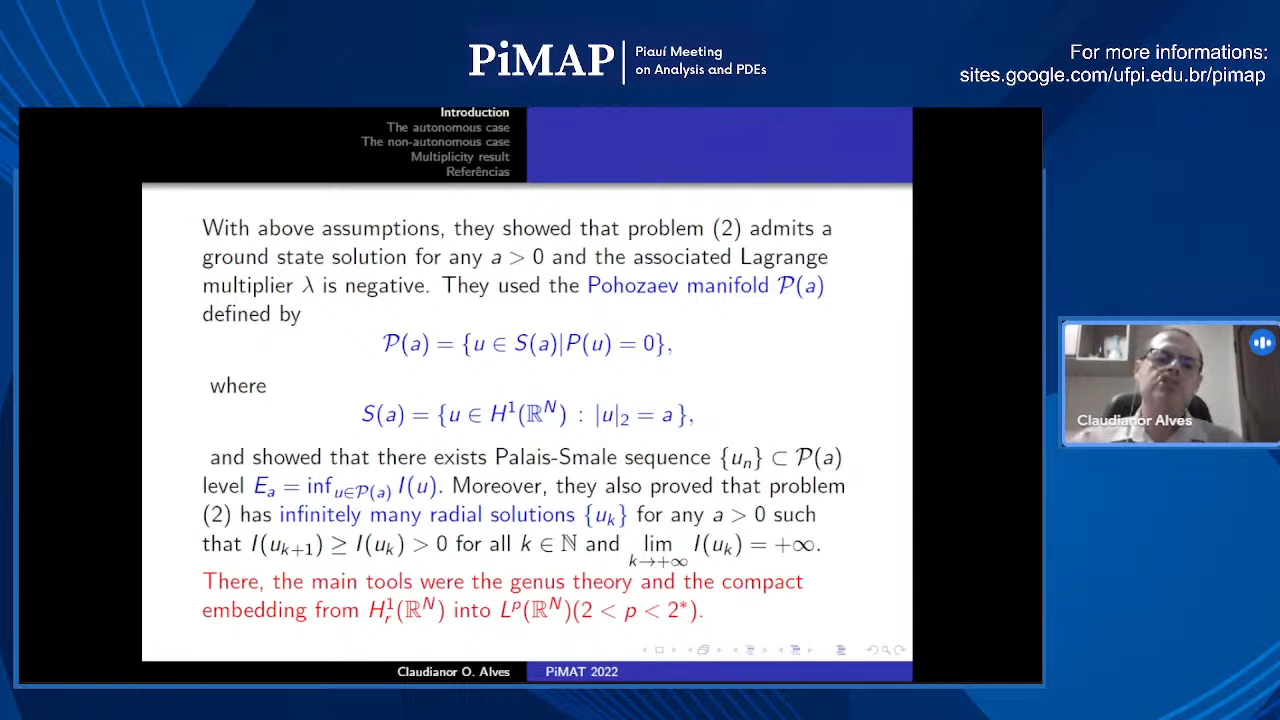 PiMAP
Piauí Meeting
on Analysis and PDEs
For more informations:
sites.google.com/ufpi.edu.br/pimap
Introduction
The autonomous case
The non-autonomous case
Multiplicity result
Referências
With above assumptions, they showed that problem (2) admits a
ground state solution for any a > 0 and the associated Lagrange
multiplier λ is negative. They used the Pohozaev manifold 𝒫(a)
defined by
𝒫(a) = {u ∈ S(a)|P(u) = 0},
where
S(a) = {u ∈ H¹(ℝᴺ) : |u|₂ = a },
and showed that there exists Palais-Smale sequence {uₙ} ⊂ 𝒫(a)
level Eₐ = inf_{u∈𝒫(a)} I(u). Moreover, they also proved that problem
(2) has infinitely many radial solutions {uₖ} for any a > 0 such
that I(uₖ₊₁) ≥ I(uₖ) > 0 for all k ∈ ℕ and lim_{k→+∞} I(uₖ) = +∞.
There, the main tools were the genus theory and the compact
embedding from H¹ᵣ(ℝᴺ) into Lᵖ(ℝᴺ)(2 < p < 2*).
Claudianor O. Alves
PiMAT 2022
Claudianor Alves